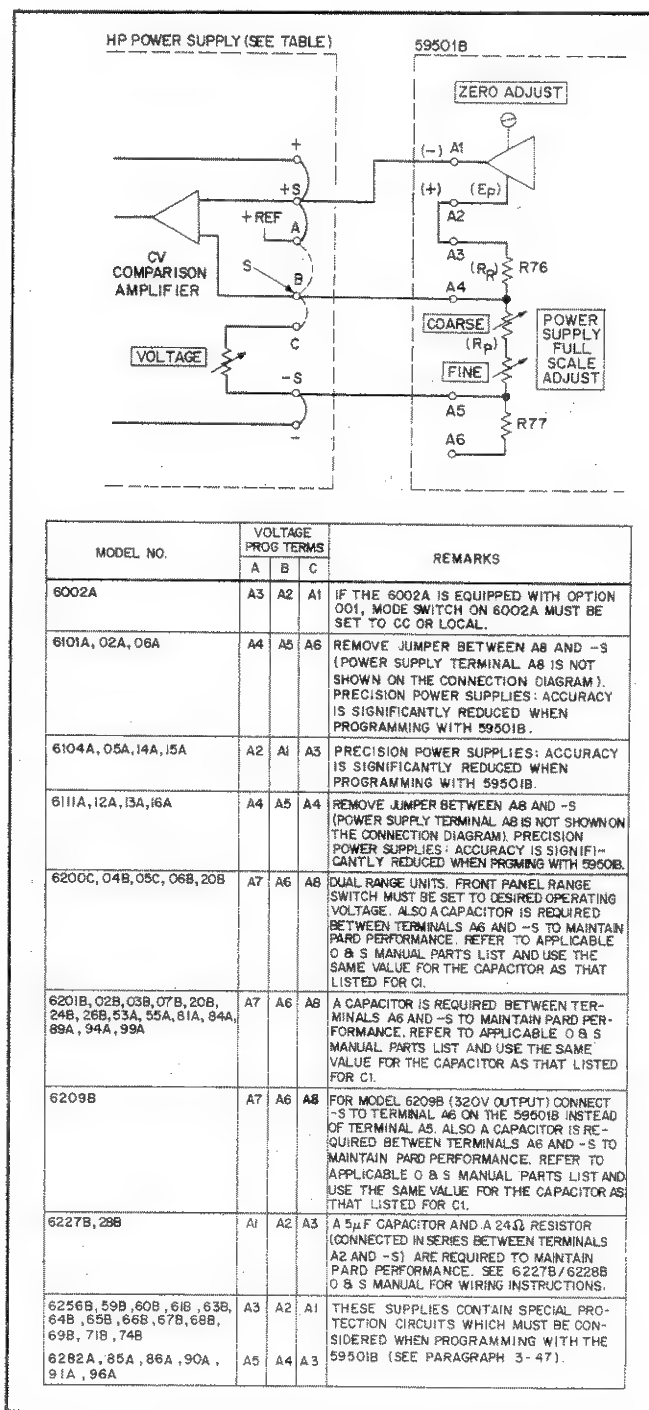 HP POWER SUPPLY (SEE TABLE)
59501B
ZERO ADJUST
+
(-) A1
+S
(+)
(Ep)
A2
+REF
A
A3
(RR)
R76
CV
COMPARISON
AMPLIFIER
S
B
A4
COARSE
POWER
SUPPLY
FULL
SCALE
ADJUST
C
(Rp)
VOLTAGE
FINE
-S
A5
R77
-
A6
MODEL NO.
VOLTAGE
PROG TERMS
REMARKS
A B C
6002A A3 A2 A1 IF THE 6002A IS EQUIPPED WITH OPTION
001, MODE SWITCH ON 6002A MUST BE
SET TO CC OR LOCAL.
6101A, 02A, 06A A4 A5 A6 REMOVE JUMPER BETWEEN A8 AND -S
(POWER SUPPLY TERMINAL A8 IS NOT
SHOWN ON THE CONNECTION DIAGRAM).
PRECISION POWER SUPPLIES: ACCURACY
IS SIGNIFICANTLY REDUCED WHEN
PROGRAMMING WITH 59501B.
6104A, 05A, 14A, 15A A2 A1 A3 PRECISION POWER SUPPLIES: ACCURACY
IS SIGNIFICANTLY REDUCED WHEN
PROGRAMMING WITH 59501B.
6111A, 12A, 13A, 16A A4 A5 A4 REMOVE JUMPER BETWEEN A8 AND -S
(POWER SUPPLY TERMINAL A8 IS NOT SHOWN ON
THE CONNECTION DIAGRAM). PRECISION
POWER SUPPLIES: ACCURACY IS SIGNIFI-
CANTLY REDUCED WHEN PRGMING WITH 59501B.
6200C, 04B, 05C, 06B, 20B A7 A6 A8 DUAL RANGE UNITS. FRONT PANEL RANGE
SWITCH MUST BE SET TO DESIRED OPERATING
VOLTAGE. ALSO A CAPACITOR IS REQUIRED
BETWEEN TERMINALS A6 AND -S TO MAINTAIN
PARD PERFORMANCE. REFER TO APPLICABLE
O & S MANUAL PARTS LIST AND USE THE
SAME VALUE FOR THE CAPACITOR AS THAT
LISTED FOR C1.
6201B, 02B, 03B, 07B, 20B, A7 A6 A8 A CAPACITOR IS REQUIRED BETWEEN TER-
24B, 26B, 53A, 55A, 81A, 84A, MINALS A6 AND -S TO MAINTAIN PARD PER-
89A, 94A, 99A FORMANCE. REFER TO APPLICABLE O & S
MANUAL PARTS LIST AND USE THE SAME
VALUE FOR THE CAPACITOR AS THAT LISTED
FOR C1.
6209B A7 A6 A8 FOR MODEL 6209B (320V OUTPUT) CONNECT
-S TO TERMINAL A6 ON THE 59501B INSTEAD
OF TERMINAL A5. ALSO A CAPACITOR IS RE-
QUIRED BETWEEN TERMINALS A6 AND -S TO
MAINTAIN PARD PERFORMANCE. REFER TO
APPLICABLE O & S MANUAL PARTS LIST AND
USE THE SAME VALUE FOR THE CAPACITOR AS
THAT LISTED FOR C1.
6227B, 28B A1 A2 A3 A 5µF CAPACITOR AND A 24Ω RESISTOR
(CONNECTED IN SERIES BETWEEN TERMINALS
A2 AND -S) ARE REQUIRED TO MAINTAIN
PARD PERFORMANCE. SEE 6227B/6228B
O & S MANUAL FOR WIRING INSTRUCTIONS.
6256B, 59B, 60B, 61B, 63B, A3 A2 A1 THESE SUPPLIES CONTAIN SPECIAL PRO-
64B, 65B, 66B, 67B, 68B, TECTION CIRCUITS WHICH MUST BE CON-
69B, 71B, 74B SIDERED WHEN PROGRAMMING WITH THE
6282A, 85A, 86A, 90A, A5 A4 A3 59501B (SEE PARAGRAPH 3-47).
91A, 96A